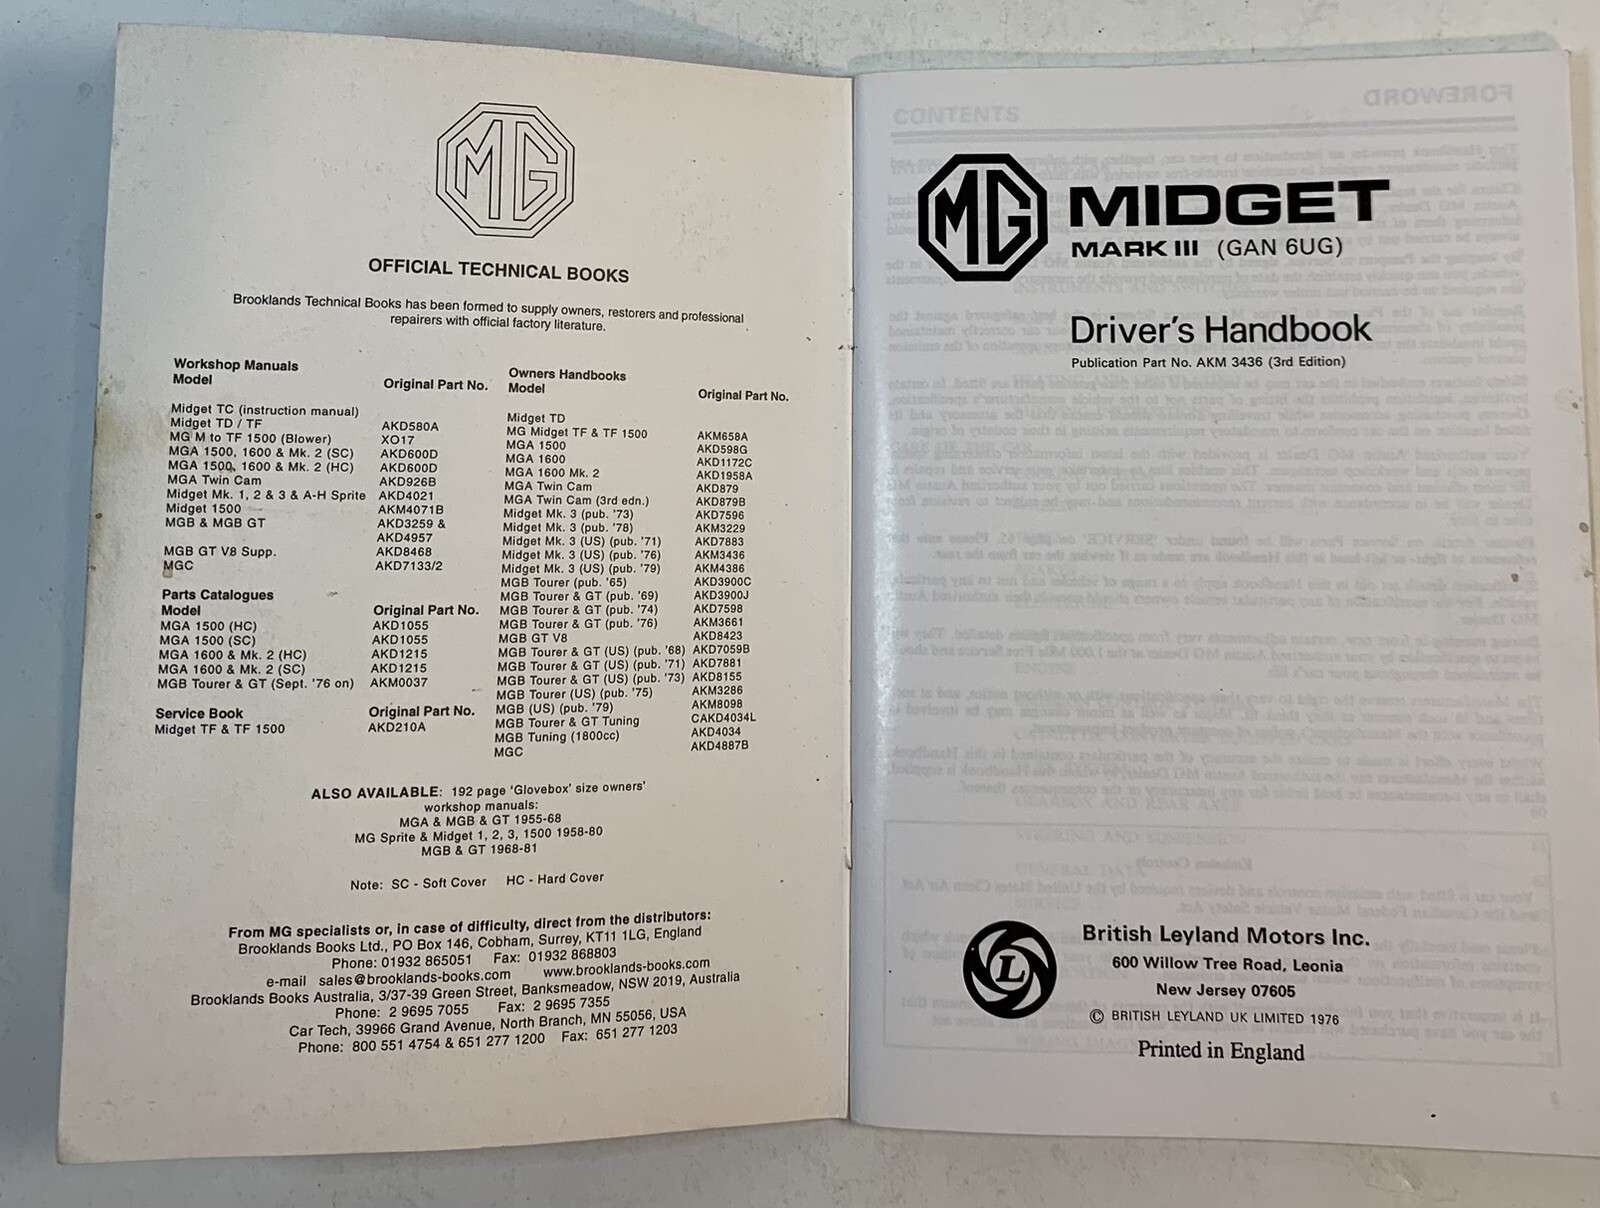 MG
OFFICIAL TECHNICAL BOOKS
Brooklands Technical Books has been formed to supply owners, restorers and professional
repairers with official factory literature.
Workshop Manuals
Model Original Part No.
Midget TC (instruction manual)
Midget TD / TF AKD580A
MG M to TF 1500 (Blower) XO17
MGA 1500, 1600 & Mk. 2 (SC) AKD600D
MGA 1500, 1600 & Mk. 2 (HC) AKD600D
MGA Twin Cam AKD926B
Midget Mk. 1, 2 & 3 & A-H Sprite AKD4021
Midget 1500 AKM4071B
MGB & MGB GT AKD3259 &
AKD4957
MGB GT V8 Supp. AKD8468
MGC AKD7133/2
Parts Catalogues
Model Original Part No.
MGA 1500 (HC) AKD1055
MGA 1500 (SC) AKD1055
MGA 1600 & Mk. 2 (HC) AKD1215
MGA 1600 & Mk. 2 (SC) AKD1215
MGB Tourer & GT (Sept. '76 on) AKM0037
Service Book Original Part No.
Midget TF & TF 1500 AKD210A
Owners Handbooks
Model Original Part No.
Midget TD
MG Midget TF & TF 1500 AKM658A
MGA 1500 AKD598G
MGA 1600 AKD1172C
MGA 1600 Mk. 2 AKD1958A
MGA Twin Cam AKD879
MGA Twin Cam (3rd edn.) AKD879B
Midget Mk. 3 (pub. '73) AKD7596
Midget Mk. 3 (pub. '78) AKM3229
Midget Mk. 3 (US) (pub. '71) AKD7883
Midget Mk. 3 (US) (pub. '76) AKM3436
Midget Mk. 3 (US) (pub. '79) AKM4386
MGB Tourer (pub. '65) AKD3900C
MGB Tourer & GT (pub. '69) AKD3900J
MGB Tourer & GT (pub. '74) AKD7598
MGB Tourer & GT (pub. '76) AKM3661
MGB GT V8 AKD8423
MGB Tourer & GT (US) (pub. '68) AKD7059B
MGB Tourer & GT (US) (pub. '71) AKD7881
MGB Tourer & GT (US) (pub. '73) AKD8155
MGB Tourer (US) (pub. '75) AKM3286
MGB (US) (pub. '79) AKM8098
MGB Tourer & GT Tuning CAKD4034L
MGB Tuning (1800cc) AKD4034
MGC AKD4887B
ALSO AVAILABLE: 192 page 'Glovebox' size owners'
workshop manuals:
MGA & MGB & GT 1955-68
MG Sprite & Midget 1, 2, 3, 1500 1958-80
MGB & GT 1968-81
Note: SC - Soft Cover HC - Hard Cover
From MG specialists or, in case of difficulty, direct from the distributors:
Brooklands Books Ltd., PO Box 146, Cobham, Surrey, KT11 1LG, England
Phone: 01932 865051 Fax: 01932 868803
e-mail sales@brooklands-books.com www.brooklands-books.com
Brooklands Books Australia, 3/37-39 Green Street, Banksmeadow, NSW 2019, Australia
Phone: 2 9695 7055 Fax: 2 9695 7355
Car Tech, 39966 Grand Avenue, North Branch, MN 55056, USA
Phone: 800 551 4754 & 651 277 1200 Fax: 651 277 1203
MG MIDGET
MARK III (GAN 6UG)
Driver's Handbook
Publication Part No. AKM 3436 (3rd Edition)
L
British Leyland Motors Inc.
600 Willow Tree Road, Leonia
New Jersey 07605
© BRITISH LEYLAND UK LIMITED 1976
Printed in England